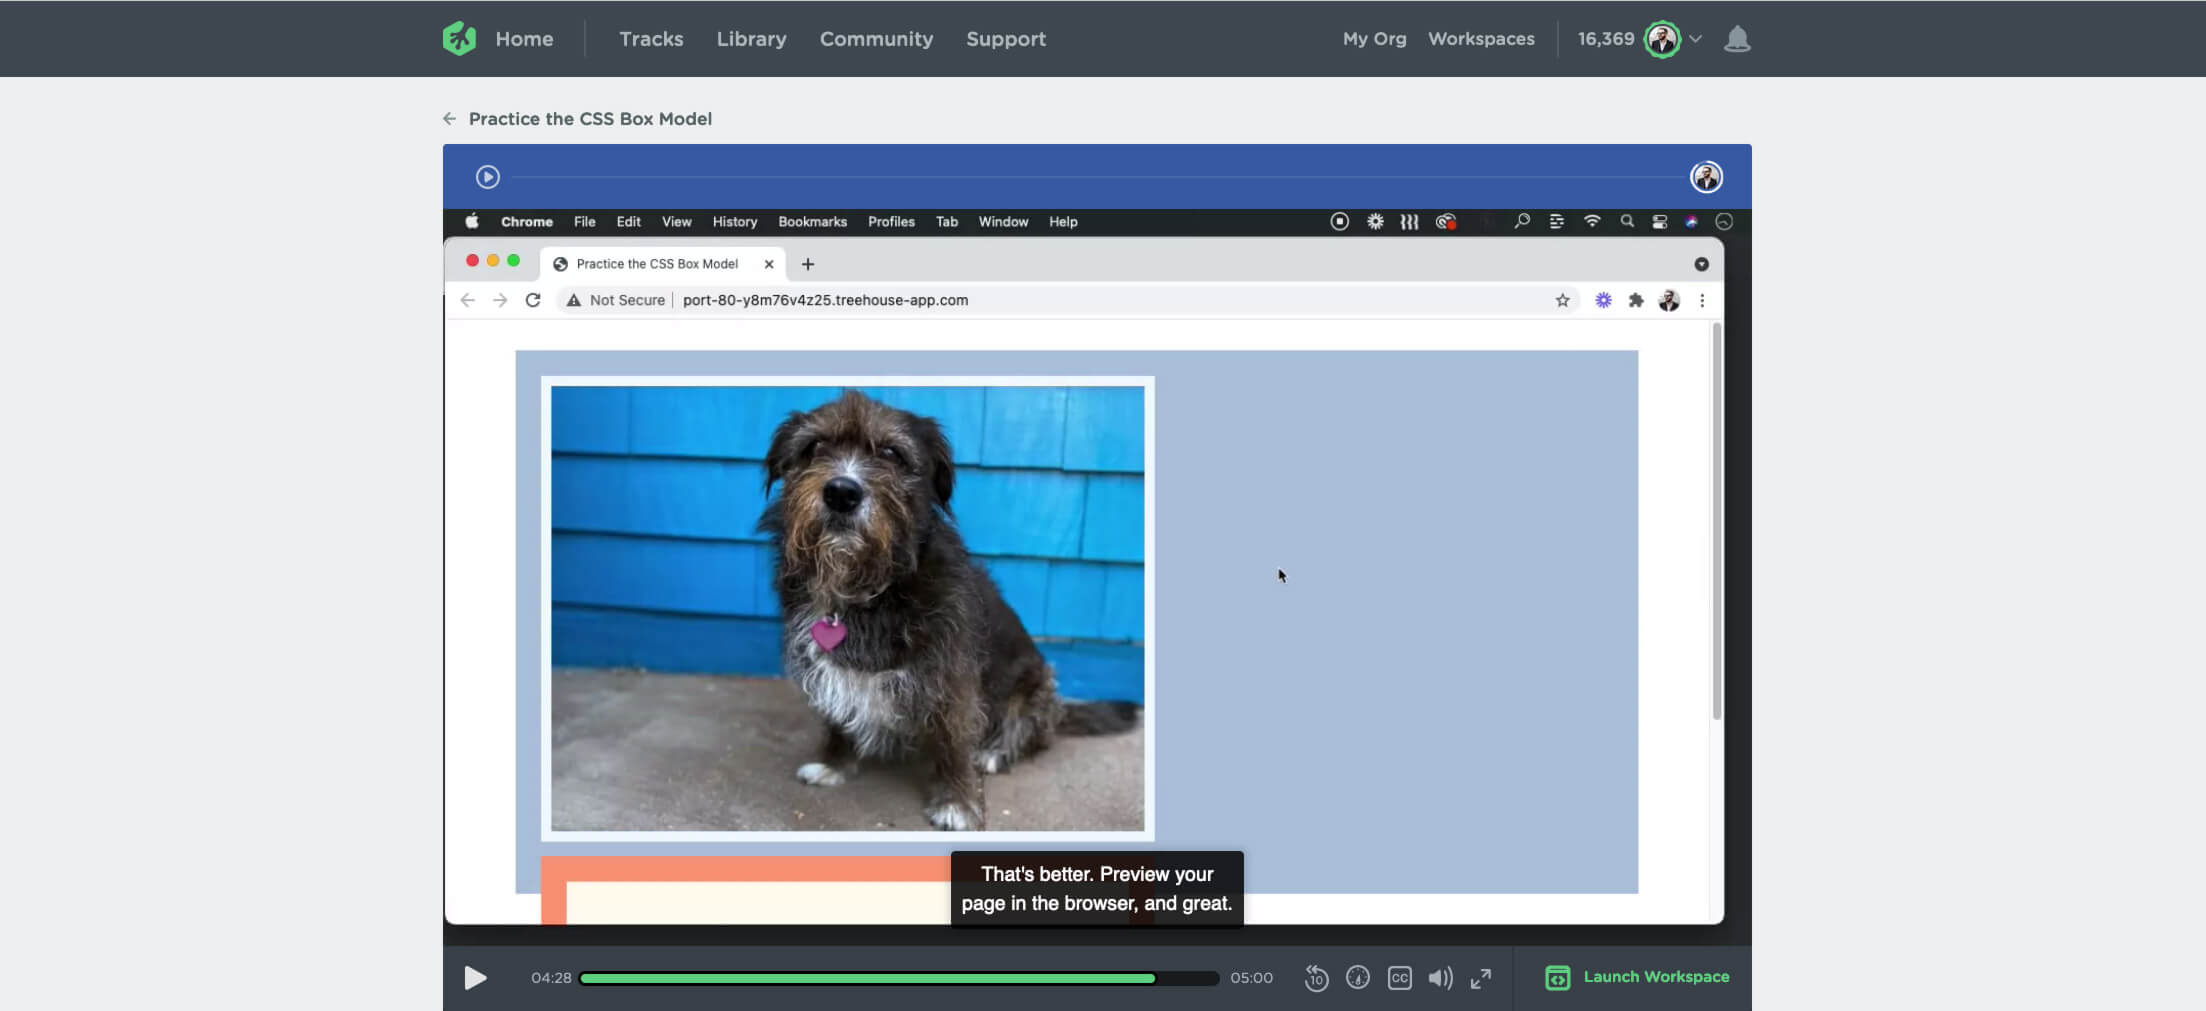 Home
Tracks
Library
Community
Support
My Org
Workspaces
16,369
Practice the CSS Box Model
Chrome File Edit View History Bookmarks Profiles Tab Window Help
Practice the CSS Box Model
Not Secure port-80-y8m76v4z25.treehouse-app.com
That's better. Preview your
page in the browser, and great.
04:28
05:00
10
CC
Launch Workspace